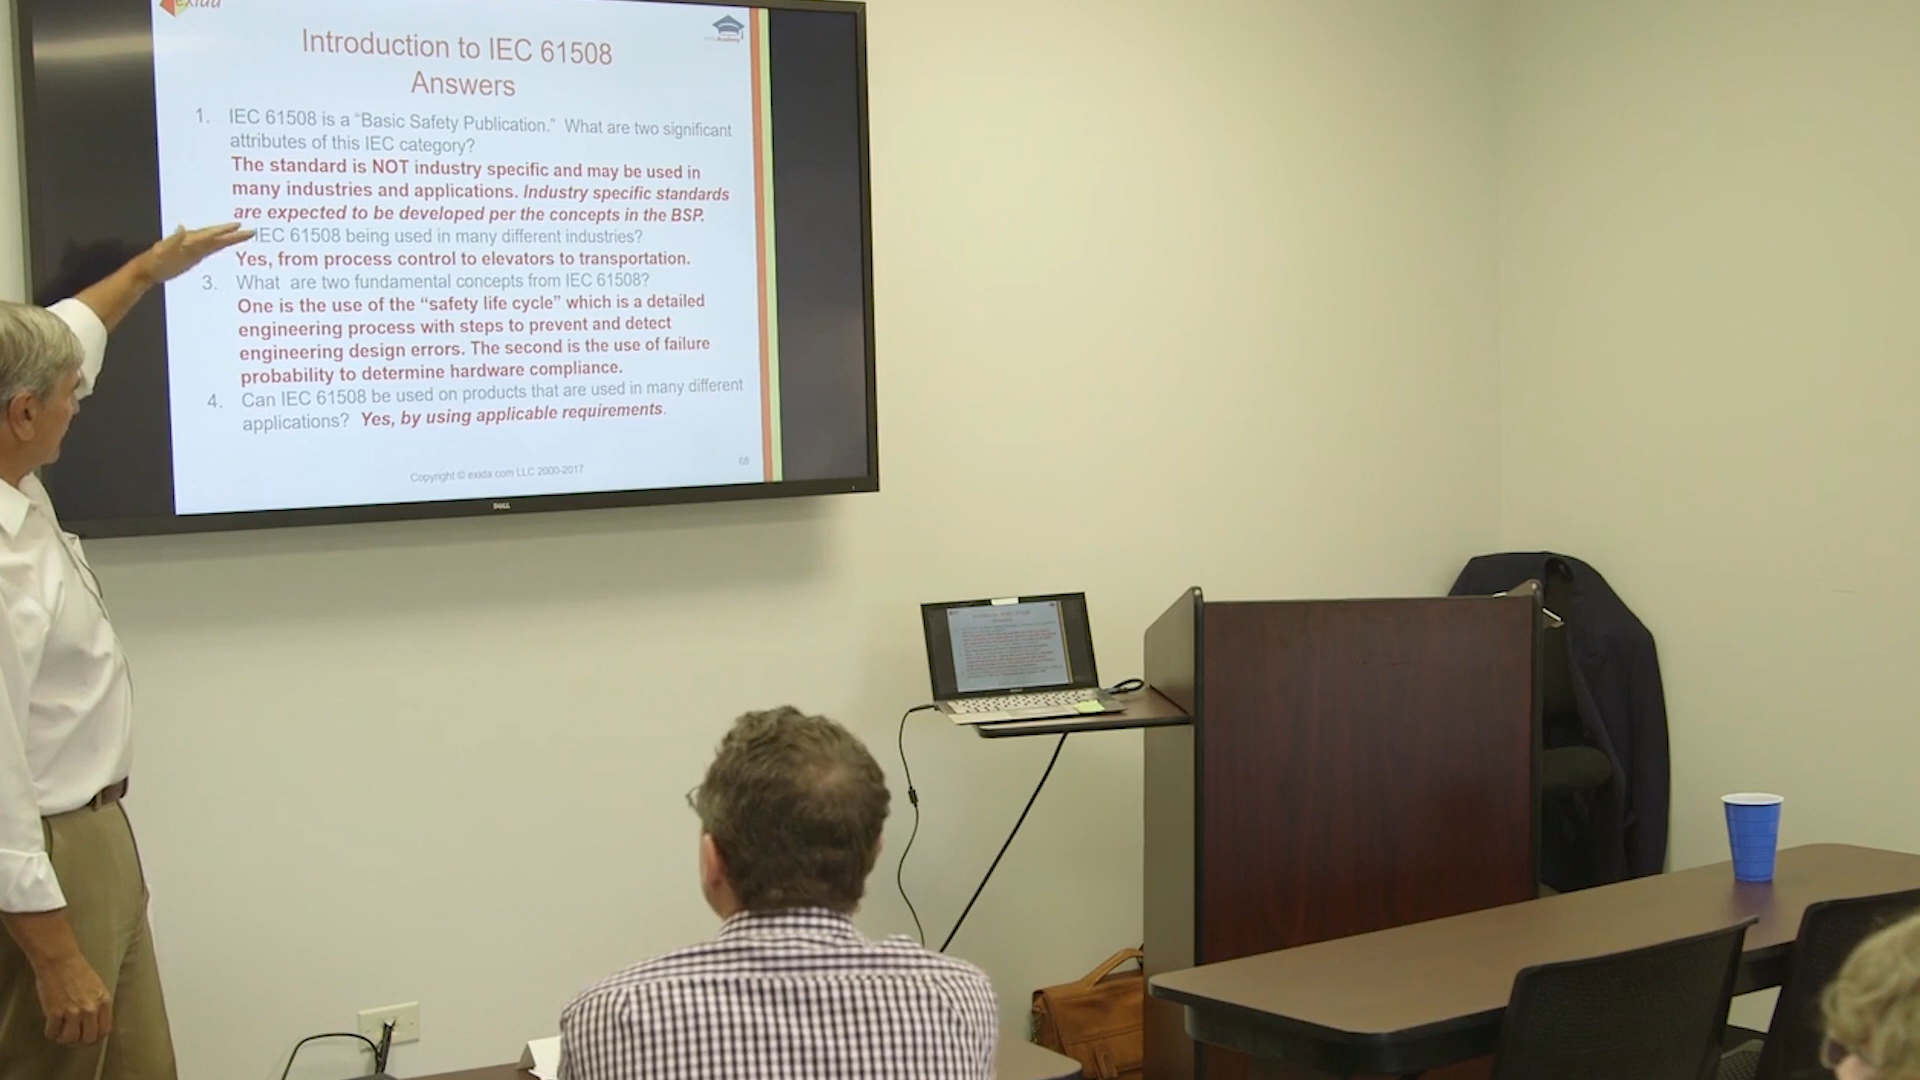 exida
Introduction to IEC 61508
Answers
1. IEC 61508 is a “Basic Safety Publication.” What are two significant
attributes of this IEC category?
The standard is NOT industry specific and may be used in
many industries and applications. Industry specific standards
are expected to be developed per the concepts in the BSP.
IEC 61508 being used in many different industries?
Yes, from process control to elevators to transportation.
3. What are two fundamental concepts from IEC 61508?
One is the use of the “safety life cycle” which is a detailed
engineering process with steps to prevent and detect
engineering design errors. The second is the use of failure
probability to determine hardware compliance.
4. Can IEC 61508 be used on products that are used in many different
applications? Yes, by using applicable requirements.
Copyright © exida.com LLC 2000-2017
68
DELL